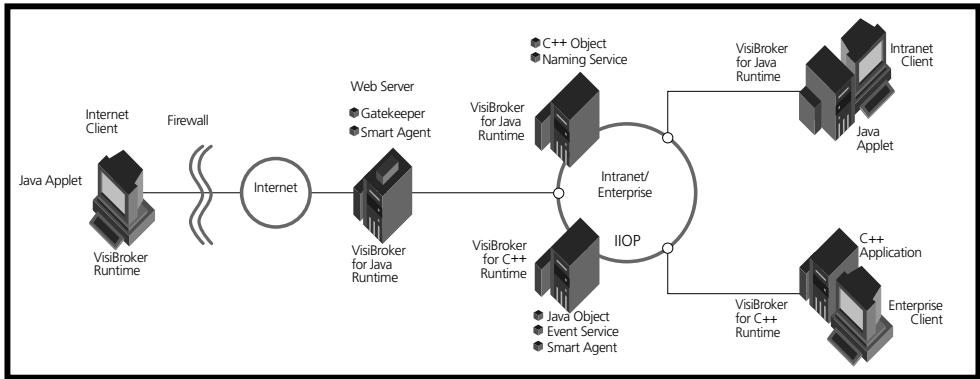 Internet
Client
Java Applet
VisiBroker
Runtime
Firewall
Internet
Web Server
Gatekeeper
Smart Agent
VisiBroker
for Java
Runtime
C++ Object
Naming Service
VisiBroker
for Java
Runtime
Intranet/
Enterprise
IIOP
VisiBroker
for C++
Runtime
Java Object
Event Service
Smart Agent
VisiBroker
for Java
Runtime
Intranet
Client
Java
Applet
C++
Application
VisiBroker
for C++
Runtime
Enterprise
Client